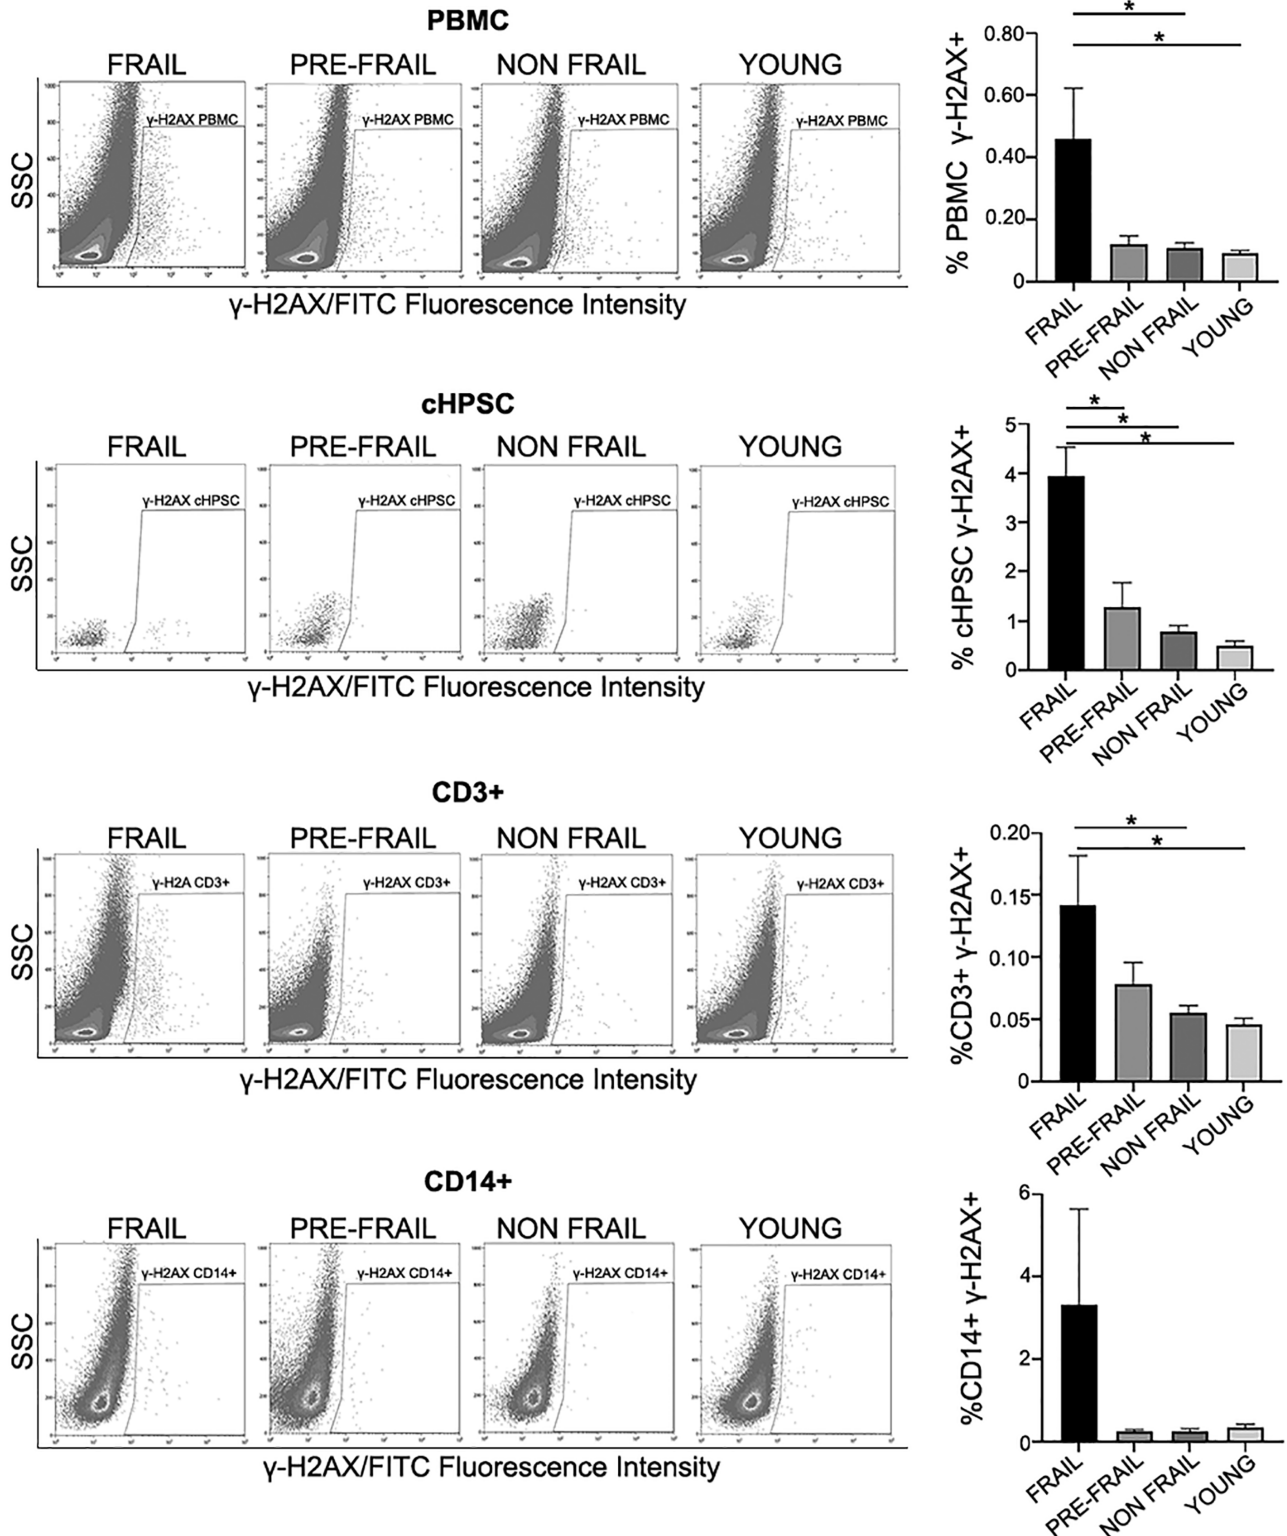 PBMC
FRAIL PRE-FRAIL NON FRAIL YOUNG
SSC
γ-H2AX PBMC γ-H2AX PBMC γ-H2AX PBMC γ-H2AX PBMC
γ-H2AX/FITC Fluorescence Intensity
% PBMC γ-H2AX+
*
*
0.80
0.60
0.40
0.20
0
FRAIL PRE-FRAIL NON FRAIL YOUNG
cHPSC
FRAIL PRE-FRAIL NON FRAIL YOUNG
SSC
γ-H2AX cHPSC γ-H2AX cHPSC γ-H2AX cHPSC γ-H2AX cHPSC
γ-H2AX/FITC Fluorescence Intensity
% cHPSC γ-H2AX+
*
*
*
5
4
3
2
1
0
FRAIL PRE-FRAIL NON FRAIL YOUNG
CD3+
FRAIL PRE-FRAIL NON FRAIL YOUNG
SSC
γ-H2A CD3+ γ-H2AX CD3+ γ-H2AX CD3+ γ-H2AX CD3+
γ-H2AX/FITC Fluorescence Intensity
%CD3+ γ-H2AX+
*
*
0.20
0.15
0.10
0.05
0
FRAIL PRE-FRAIL NON FRAIL YOUNG
CD14+
FRAIL PRE-FRAIL NON FRAIL YOUNG
SSC
γ-H2AX CD14+ γ-H2AX CD14+ γ-H2AX CD14+ γ-H2AX CD14+
γ-H2AX/FITC Fluorescence Intensity
%CD14+ γ-H2AX+
6
4
2
0
FRAIL PRE-FRAIL NON FRAIL YOUNG